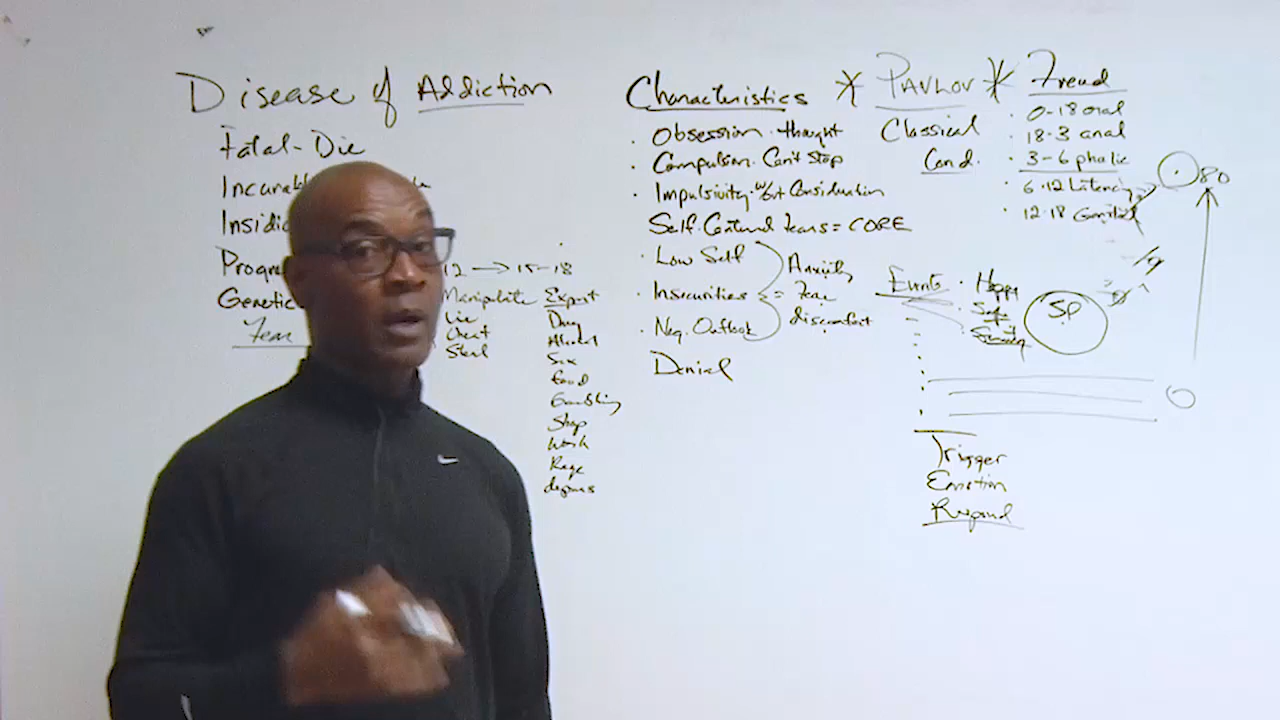 Disease of Addiction
Fatal - Die
Incurabl
Insidi
Progr
Genetic
Fear
12 → 15-18
Manipulate
Lie
Cheat
Steal
Export
Drug
Alcohol
Sex
Food
Gambling
Shop
Work
Rage
Characteristics
• Obsession · thought
• Compulsion · Can't Stop
• Impulsivity · w/out Consideration
Self-Centered Fears = CORE
• Low Self
• Insecurities
• Neg. Outlook
= Anxiety
Fear
discomfort
Denial
* PAVLOV *
Classical
Cond.
Freud
• 0-18 oral
18-3 anal
• 3-6 phalic
• 6-12 Latency
• 12-18 Genital
80
Events
• Happy
SP
0
Trigger
Emotion
Respond